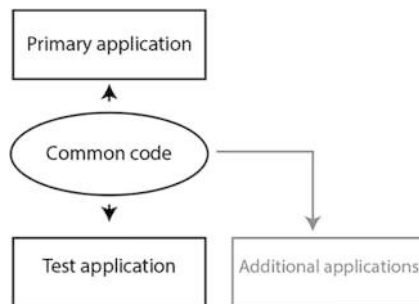 Primary application
Common code
Test application
Additional applications